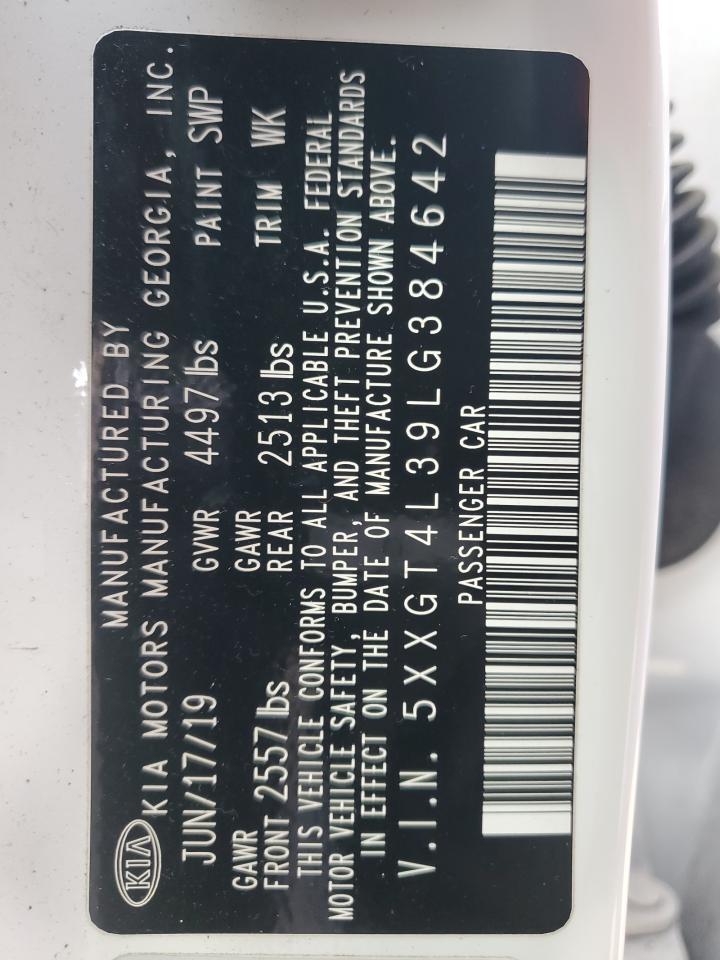 MANUFACTURED BY
KIA KIA MOTORS MANUFACTURING GEORGIA, INC.
JUN/17/19 GVWR 4497 lbs PAINT SWP
GAWR GAWR
FRONT 2557 lbs REAR 2513 lbs TRIM WK
THIS VEHICLE CONFORMS TO ALL APPLICABLE U.S.A. FEDERAL
MOTOR VEHICLE SAFETY, BUMPER, AND THEFT PREVENTION STANDARDS
IN EFFECT ON THE DATE OF MANUFACTURE SHOWN ABOVE.
V.I.N. 5XXGT4L39LG384642
PASSENGER CAR